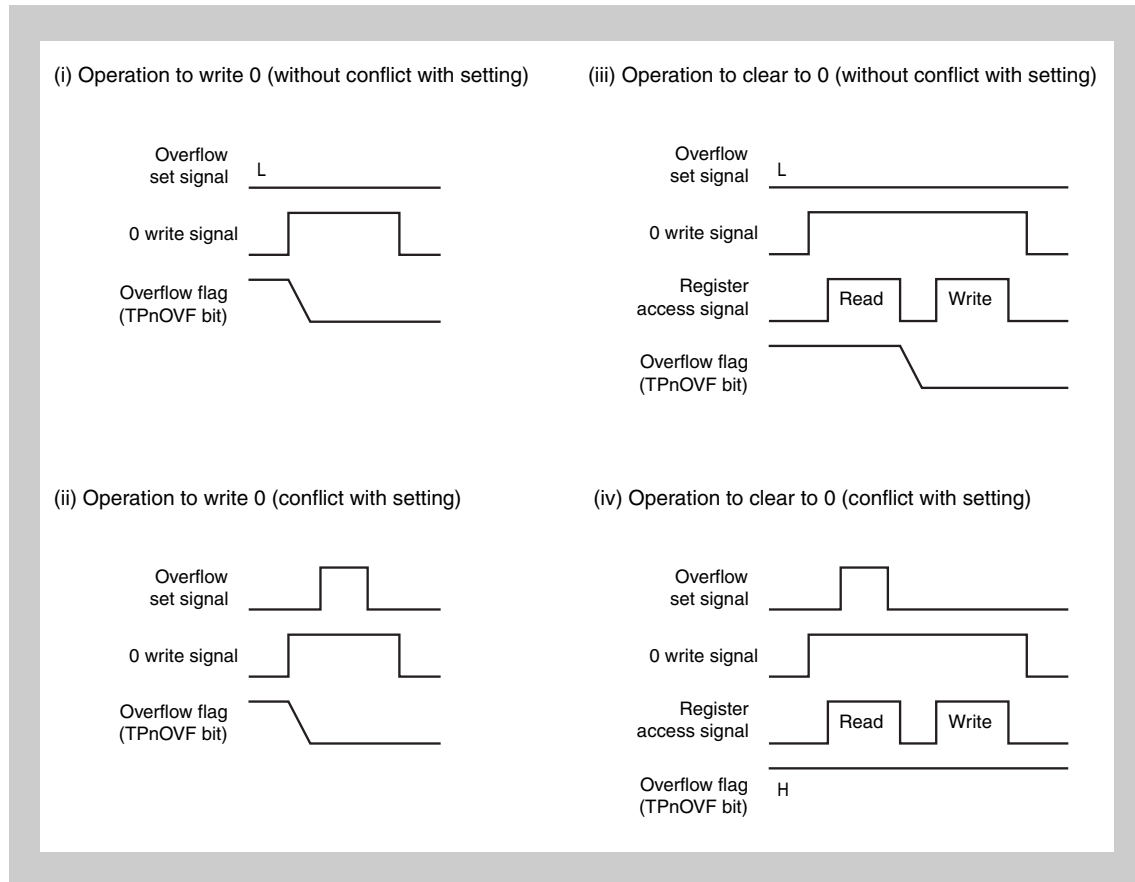 (i) Operation to write 0 (without conflict with setting)
Overflow
set signal
L
0 write signal
Overflow flag
(TPnOVF bit)
(iii) Operation to clear to 0 (without conflict with setting)
Overflow
set signal
L
0 write signal
Register
access signal
Read
Write
Overflow flag
(TPnOVF bit)
(ii) Operation to write 0 (conflict with setting)
Overflow
set signal
0 write signal
Overflow flag
(TPnOVF bit)
(iv) Operation to clear to 0 (conflict with setting)
Overflow
set signal
0 write signal
Register
access signal
Read
Write
Overflow flag
(TPnOVF bit)
H